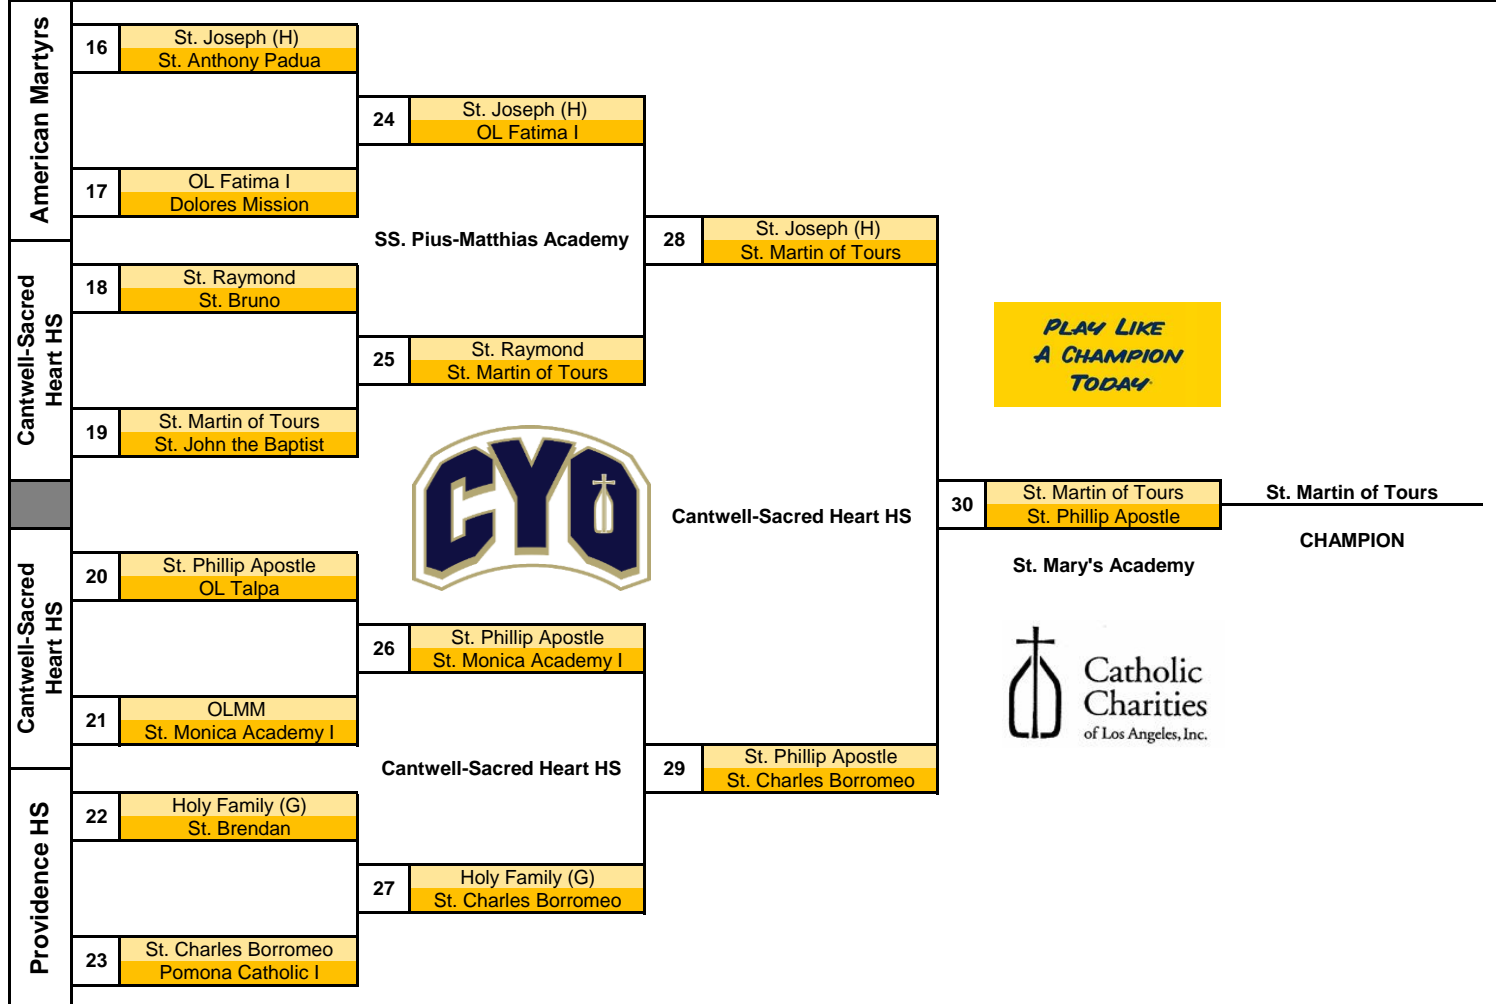 American Martyrs
16
St. Joseph (H)
St. Anthony Padua
24
St. Joseph (H)
OL Fatima I
17
OL Fatima I
Dolores Mission
SS. Pius-Matthias Academy
28
St. Joseph (H)
St. Martin of Tours
Cantwell-Sacred
Heart HS
18
St. Raymond
St. Bruno
25
St. Raymond
St. Martin of Tours
19
St. Martin of Tours
St. John the Baptist
PLAY LIKE
A CHAMPION
TODAY
CYO
Cantwell-Sacred Heart HS
30
St. Martin of Tours
St. Phillip Apostle
St. Martin of Tours
CHAMPION
St. Mary's Academy
Cantwell-Sacred
Heart HS
20
St. Phillip Apostle
OL Talpa
26
St. Phillip Apostle
St. Monica Academy I
21
OLMM
St. Monica Academy I
Catholic
Charities
of Los Angeles, Inc.
Cantwell-Sacred Heart HS
29
St. Phillip Apostle
St. Charles Borromeo
Providence HS
22
Holy Family (G)
St. Brendan
27
Holy Family (G)
St. Charles Borromeo
23
St. Charles Borromeo
Pomona Catholic I